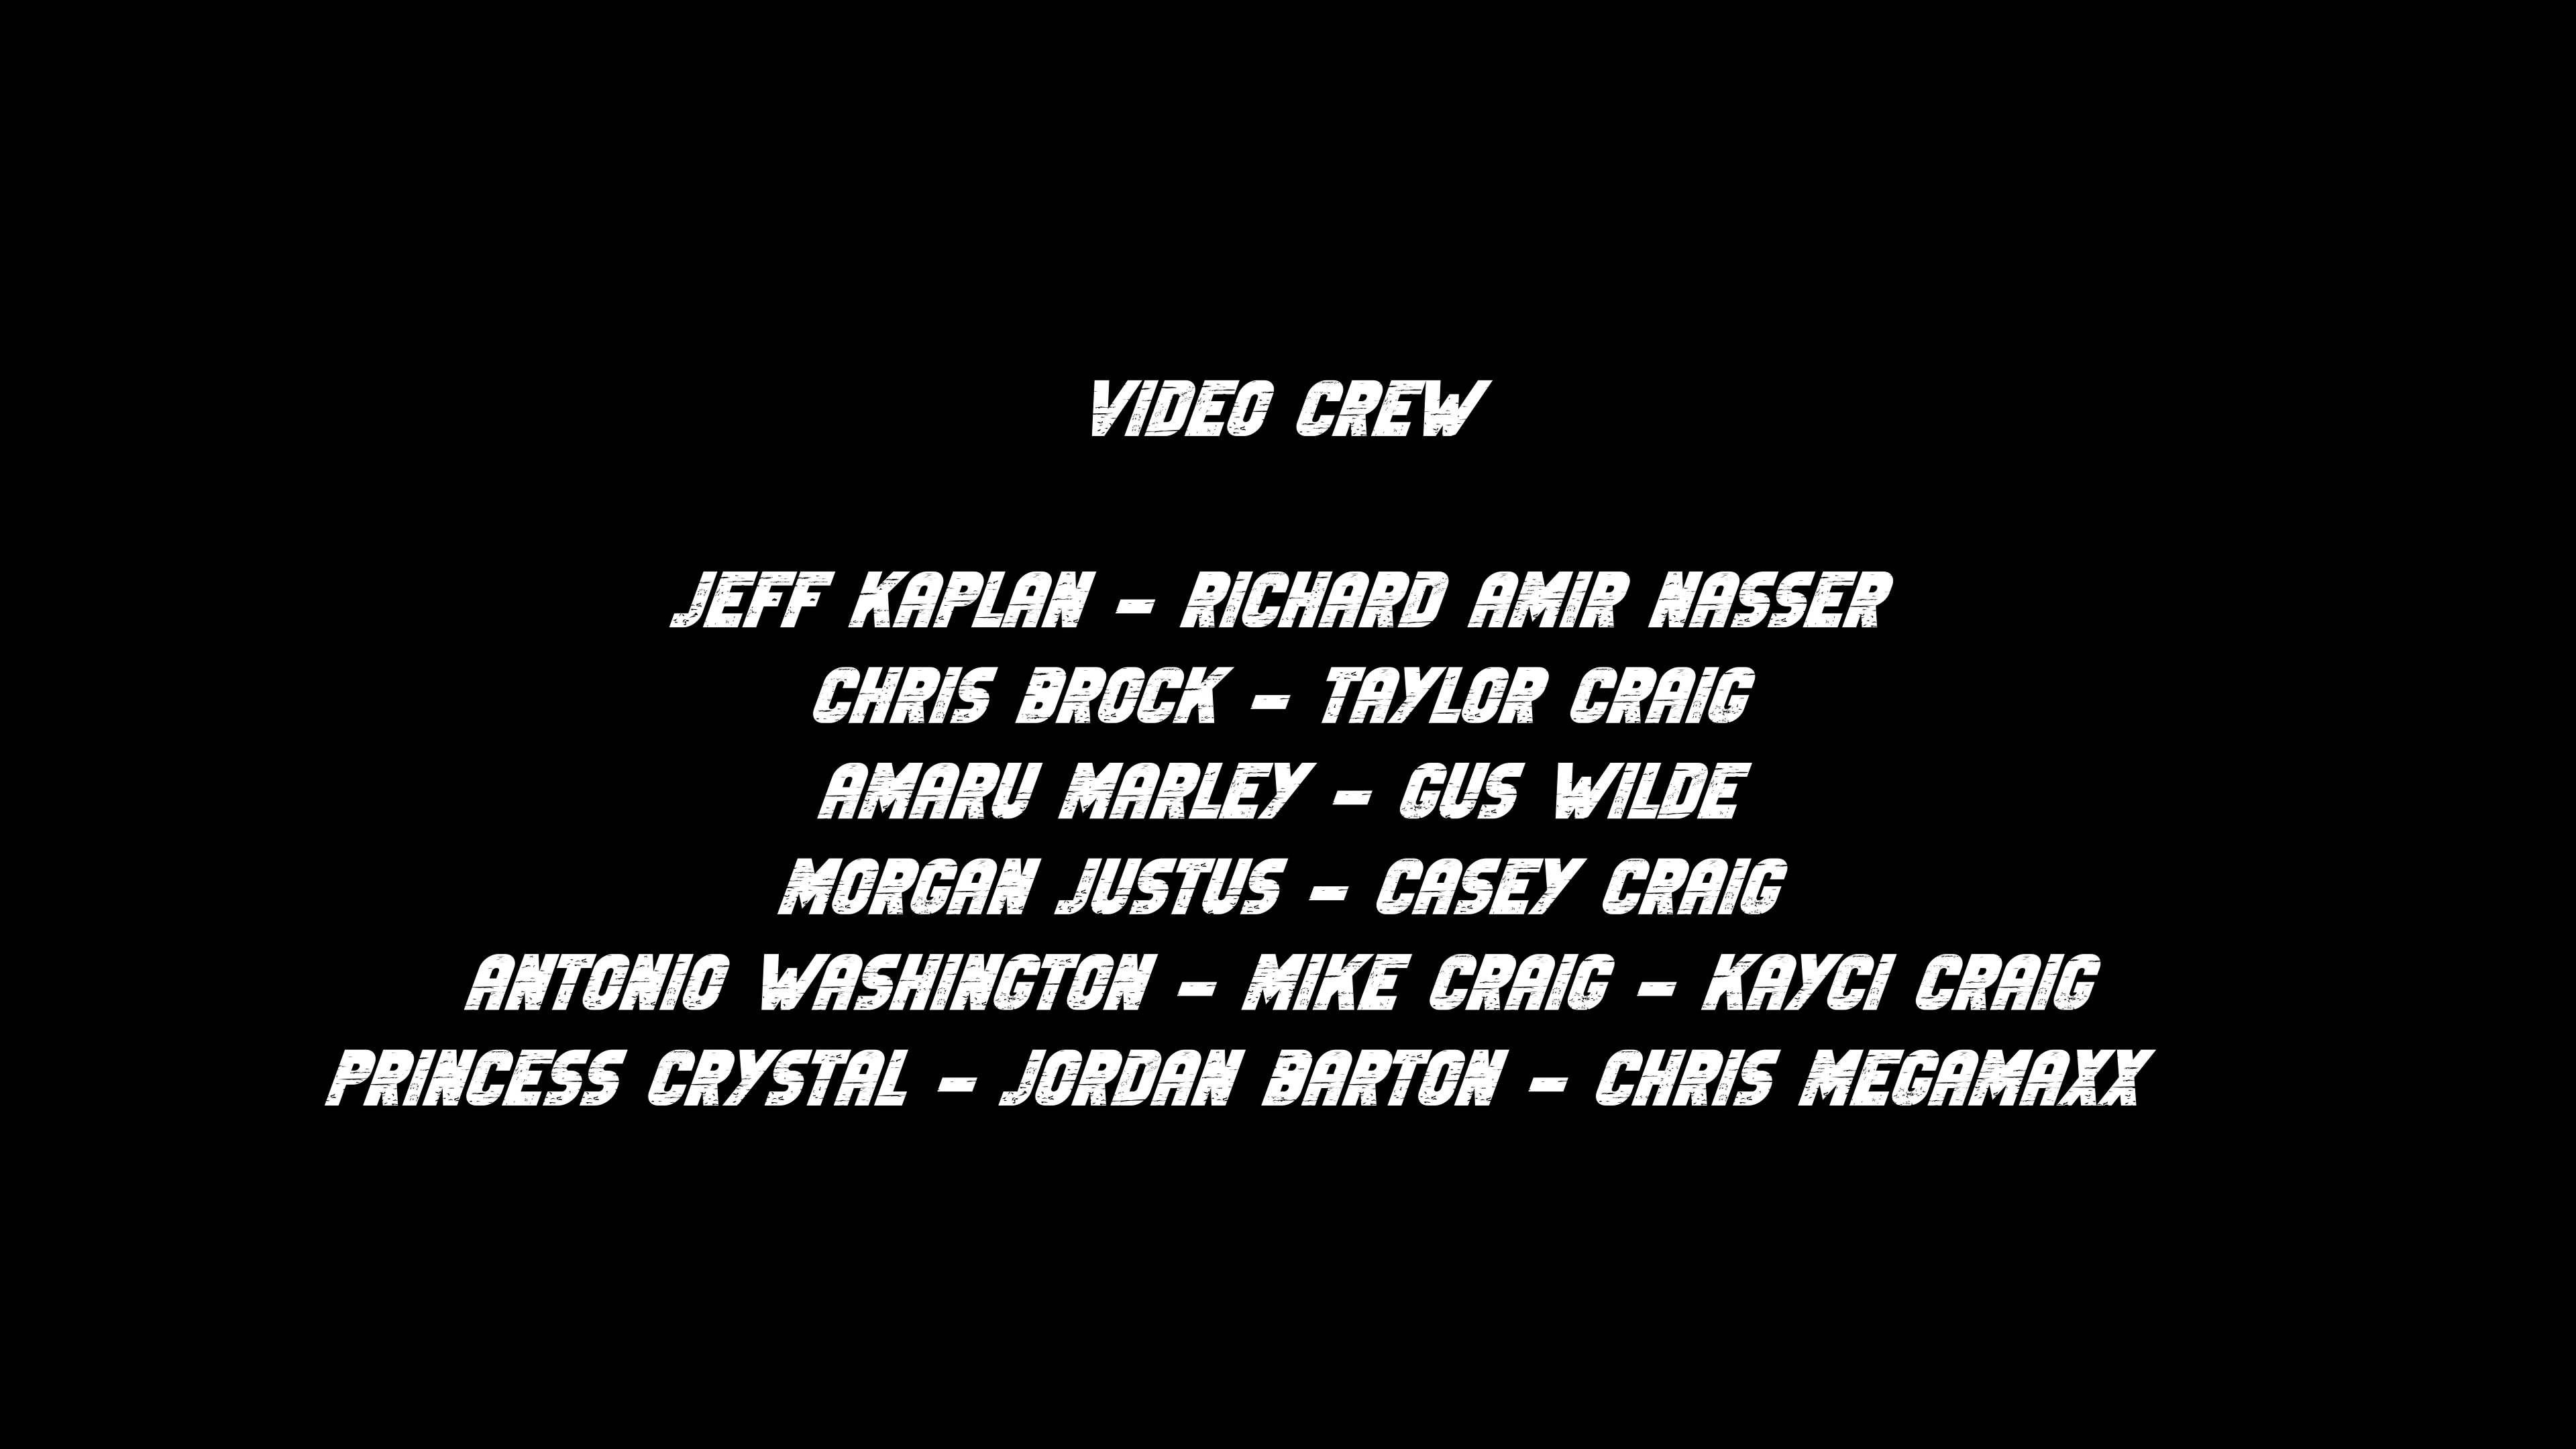 VIDEO CREW
JEFF KAPLAN - RICHARD AMIR NASSER
CHRIS BROCK - TAYLOR CRAIG
AMARU MARLEY - GUS WILDE
MORGAN JUSTUS - CASEY CRAIG
ANTONIO WASHINGTON - MIKE CRAIG - KAYCI CRAIG
PRINCESS CRYSTAL - JORDAN BARTON - CHRIS MEGAMAXX